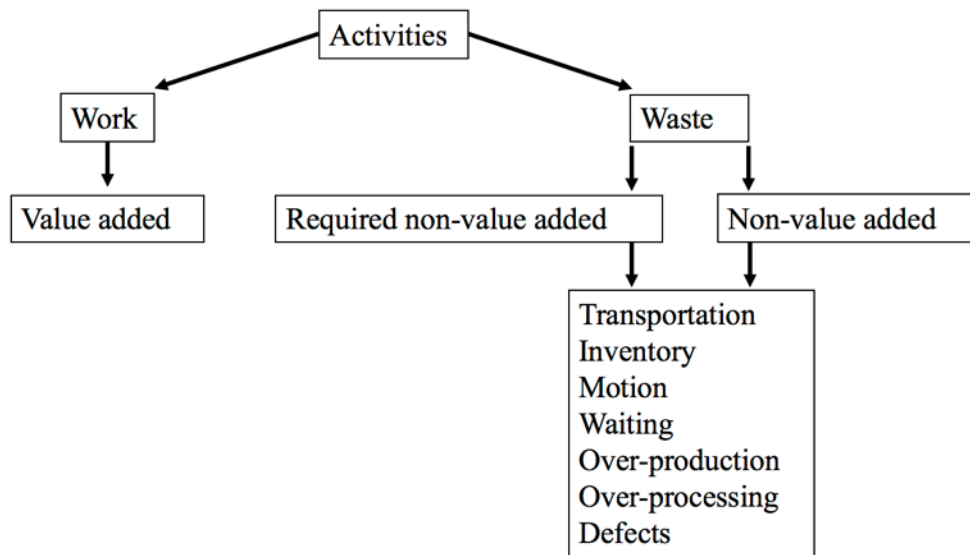 Activities
Work
Waste
Value added
Required non-value added
Non-value added
Transportation
Inventory
Motion
Waiting
Over-production
Over-processing
Defects